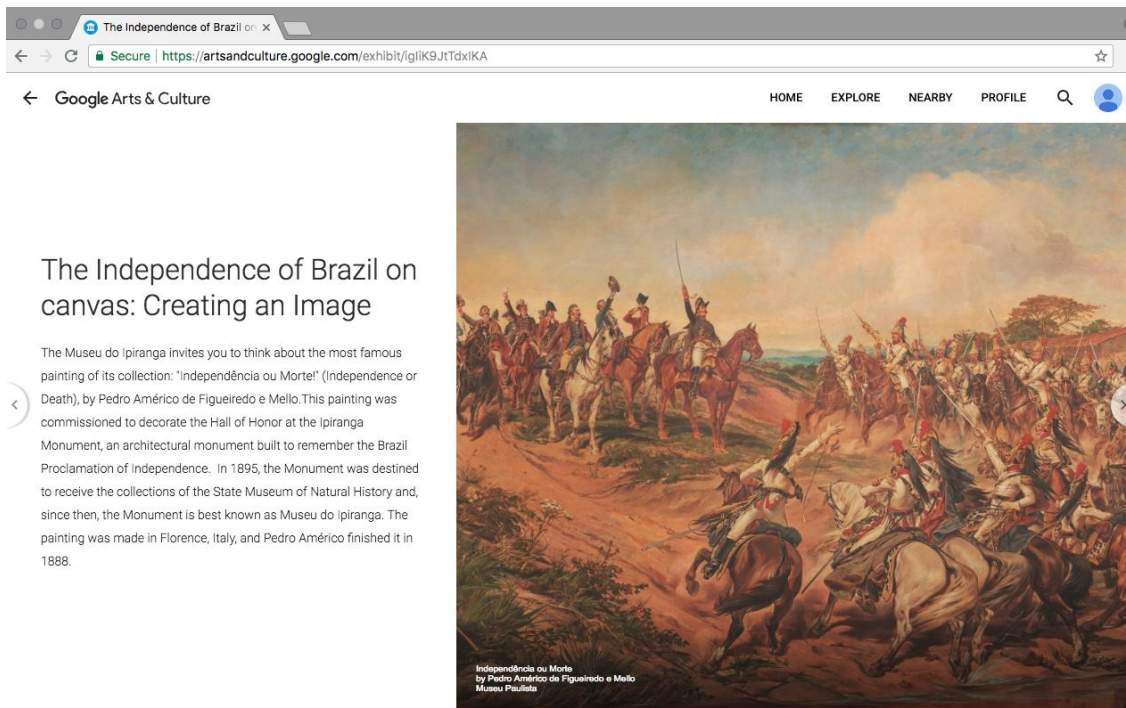 The Independence of Brazil on
Secure https://artsandculture.google.com/exhibit/igIiK9JtTdxIKA
Google Arts & Culture
HOME EXPLORE NEARBY PROFILE
The Independence of Brazil on
canvas: Creating an Image
The Museu do Ipiranga invites you to think about the most famous
painting of its collection: "Independência ou Morte!" (Independence or
Death), by Pedro Américo de Figueiredo e Mello.This painting was
commissioned to decorate the Hall of Honor at the Ipiranga
Monument, an architectural monument built to remember the Brazil
Proclamation of Independence. In 1895, the Monument was destined
to receive the collections of the State Museum of Natural History and,
since then, the Monument is best known as Museu do Ipiranga. The
painting was made in Florence, Italy, and Pedro Américo finished it in
1888.
Independência ou Morte
by Pedro Américo de Figueiredo e Mello
Museu Paulista